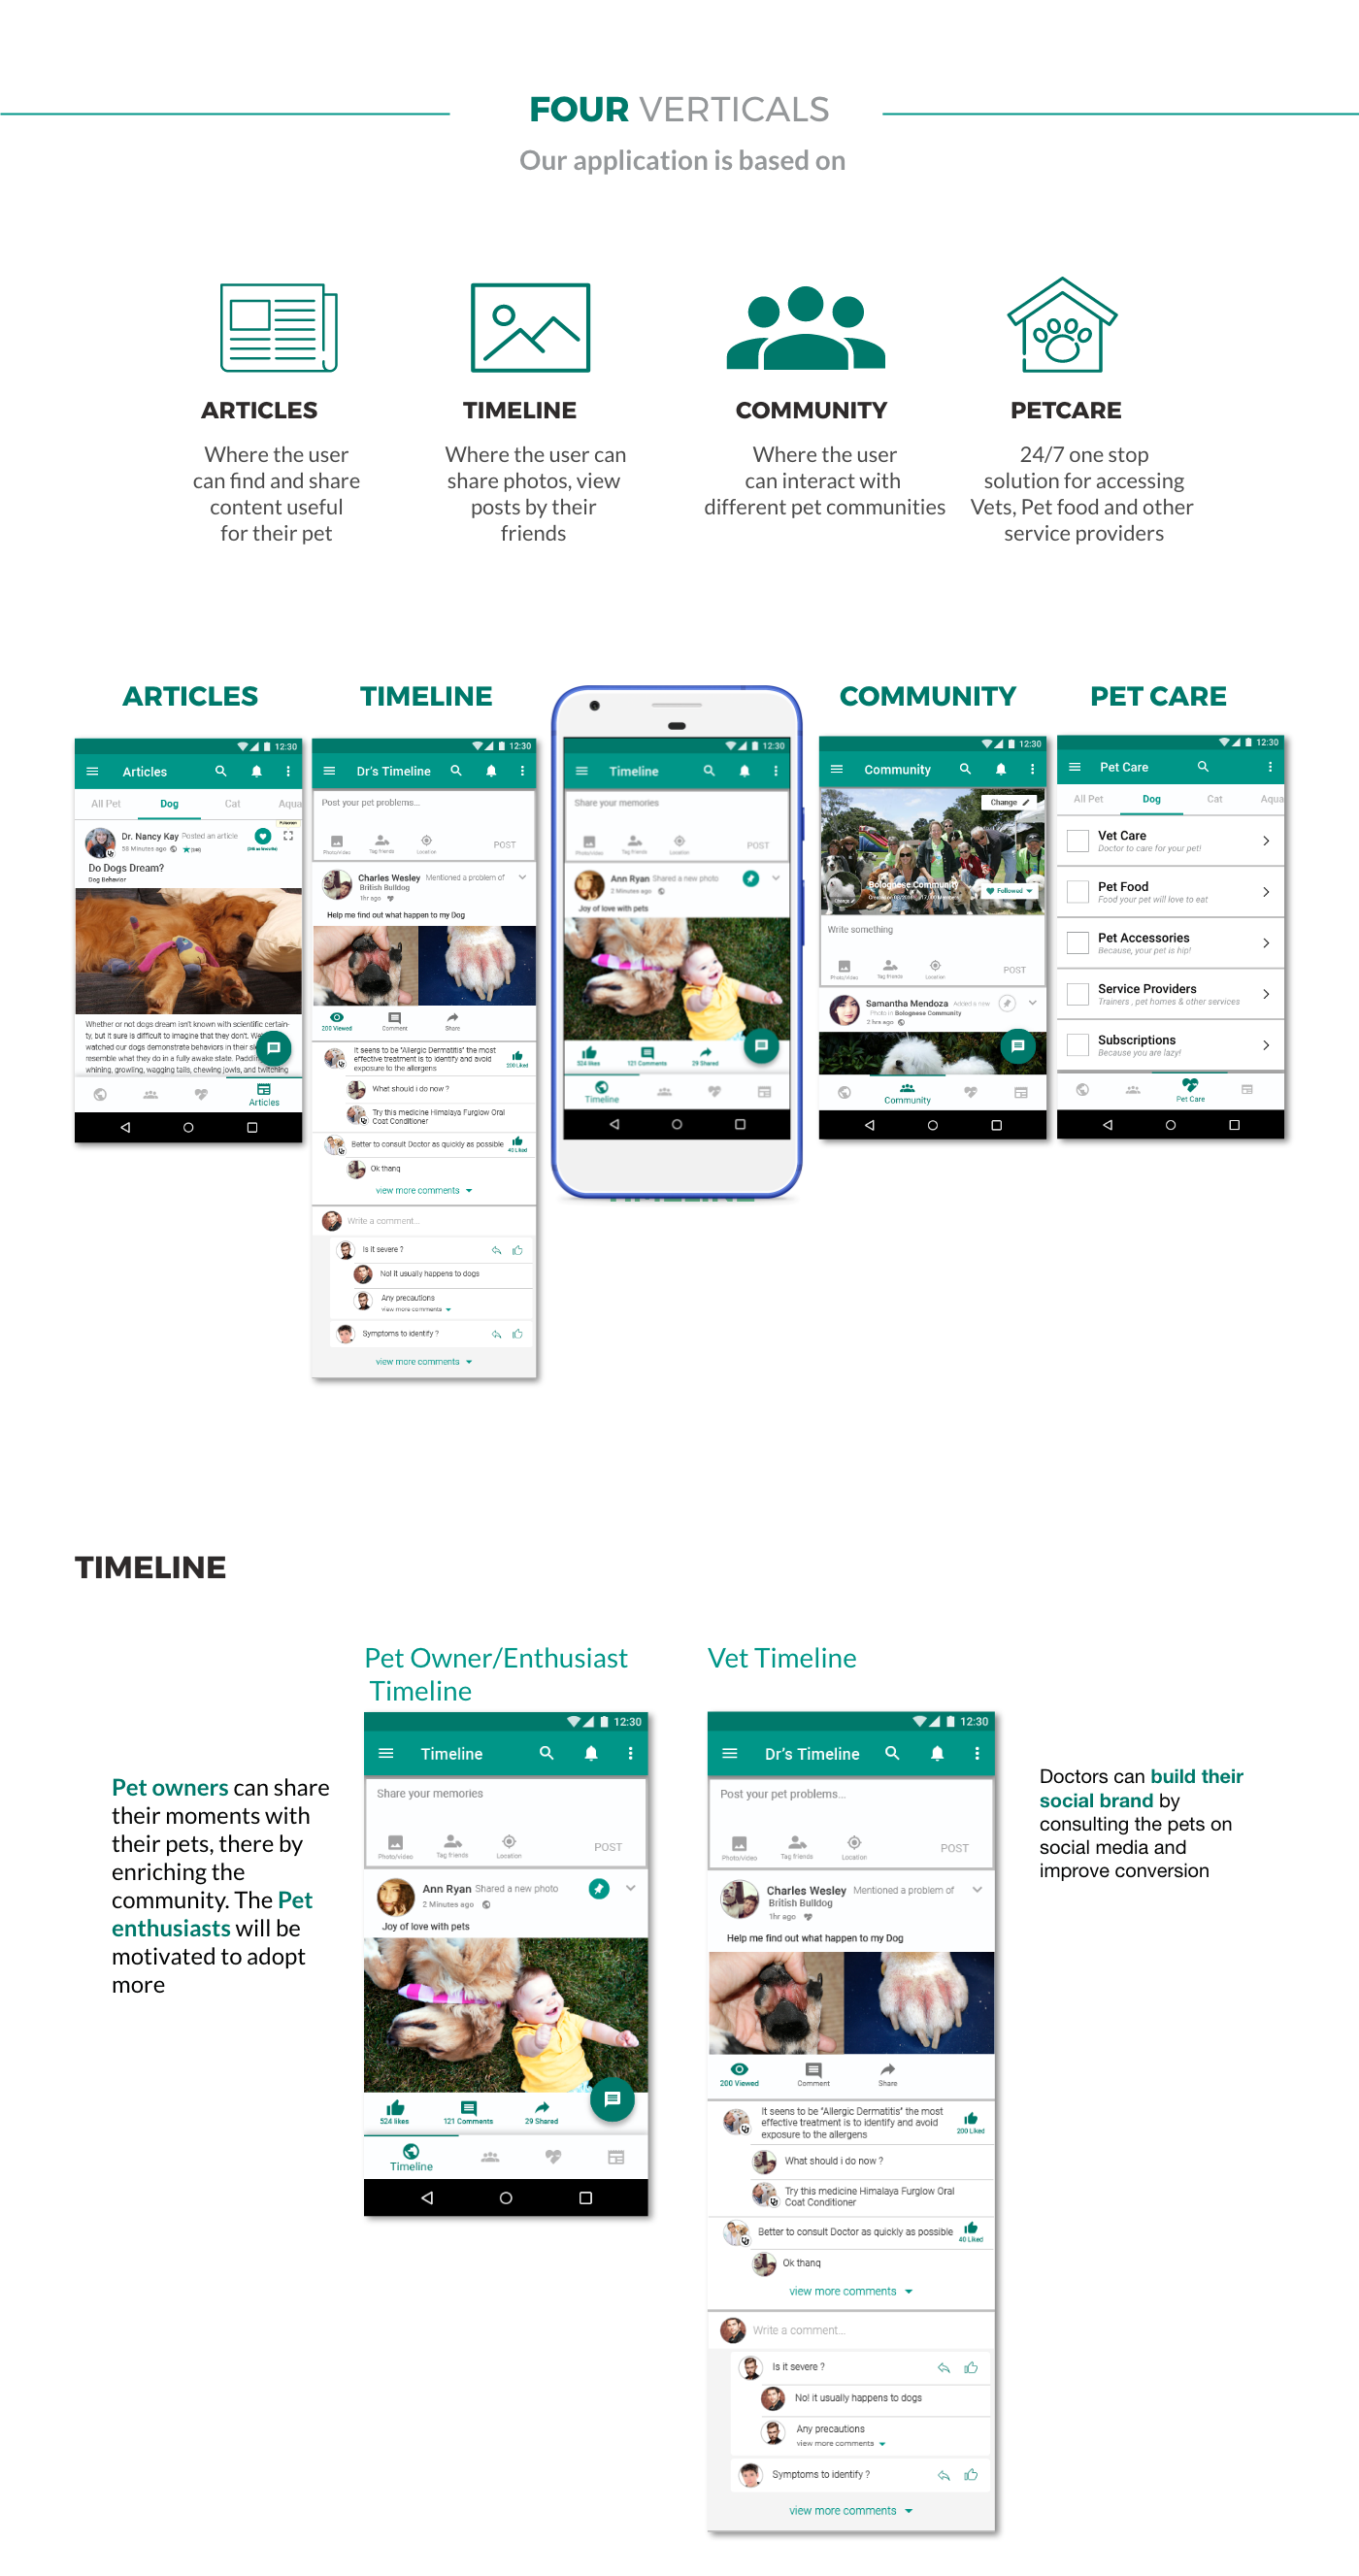 FOUR VERTICALS
Our application is based on
ARTICLES
Where the user
can find and share
content useful
for their pet
TIMELINE
Where the user can
share photos, view
posts by their
friends
COMMUNITY
Where the user
can interact with
different pet communities
PETCARE
24/7 one stop
solution for accessing
Vets, Pet food and other
service providers
ARTICLES
12:30
Articles
All Pet Dog Cat Aqua
Dr. Nancy Kay Posted an article
58 Minutes ago
Do Dogs Dream?
Dog Behavior
Whether or not dogs dream isn't known with scientific certain-
ty, but it sure is difficult to imagine that they don't. We
watched our dogs demonstrate behaviors in their sl
resemble what they do in a fully awake state. Paddlin
whining, growling, wagging tails, chewing jowls, and twitching
Articles
TIMELINE
12:30
Dr's Timeline
Post your pet problems...
Photo/video Tag friends Location POST
Charles Wesley Mentioned a problem of
British Bulldog
1hr ago
Help me find out what happen to my Dog
200 Viewed Comment Share
It seens to be "Allergic Dermatitis" the most
effective treatment is to identify and avoid
exposure to the allergens
200 Liked
What should i do now ?
Try this medicine Himalaya Furglow Oral
Coat Conditioner
Better to consult Doctor as quickly as possible
40 Liked
Ok thanq
view more comments
Write a comment...
Is it severe ?
No! it usually happens to dogs
Any precautions
view more comments
Symptoms to identify ?
view more comments
12:30
Timeline
Share your memories
Photo/video Tag friends Location POST
Ann Ryan Shared a new photo
2 Minutes ago
Joy of love with pets
524 likes 121 Comments 29 Shared
Timeline
COMMUNITY
12:30
Community
Change
Bolognese Community
Followed
Write something
Photo/Video Tag friends Location POST
Samantha Mendoza Added a new
Photo in Bolognese Community
2 hrs ago
Community
PET CARE
12:30
Pet Care
All Pet Dog Cat Aqua
Vet Care
Doctor to care for your pet!
Pet Food
Food your pet will love to eat
Pet Accessories
Because, your pet is hip!
Service Providers
Trainers , pet homes & other services
Subscriptions
Because you are lazy!
Pet Care
TIMELINE
Pet owners can share
their moments with
their pets, there by
enriching the
community. The Pet
enthusiasts will be
motivated to adopt
more
Pet Owner/Enthusiast
Timeline
12:30
Timeline
Share your memories
Photo/video Tag friends Location POST
Ann Ryan Shared a new photo
2 Minutes ago
Joy of love with pets
524 likes 121 Comments 29 Shared
Timeline
Vet Timeline
12:30
Dr's Timeline
Post your pet problems...
Photo/video Tag friends Location POST
Charles Wesley Mentioned a problem of
British Bulldog
1hr ago
Help me find out what happen to my Dog
200 Viewed Comment Share
It seens to be "Allergic Dermatitis" the most
effective treatment is to identify and avoid
exposure to the allergens
200 Liked
What should i do now ?
Try this medicine Himalaya Furglow Oral
Coat Conditioner
Better to consult Doctor as quickly as possible
40 Liked
Ok thanq
view more comments
Write a comment...
Is it severe ?
No! it usually happens to dogs
Any precautions
view more comments
Symptoms to identify ?
view more comments
Doctors can build their
social brand by
consulting the pets on
social media and
improve conversion